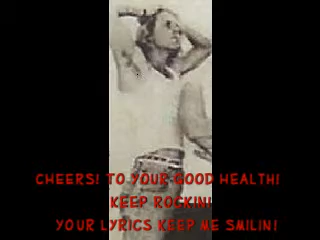 CHEERS! TO YOUR GOOD HEALTH!
KEEP ROCKIN!
YOUR LYRICS KEEP ME SMILIN!